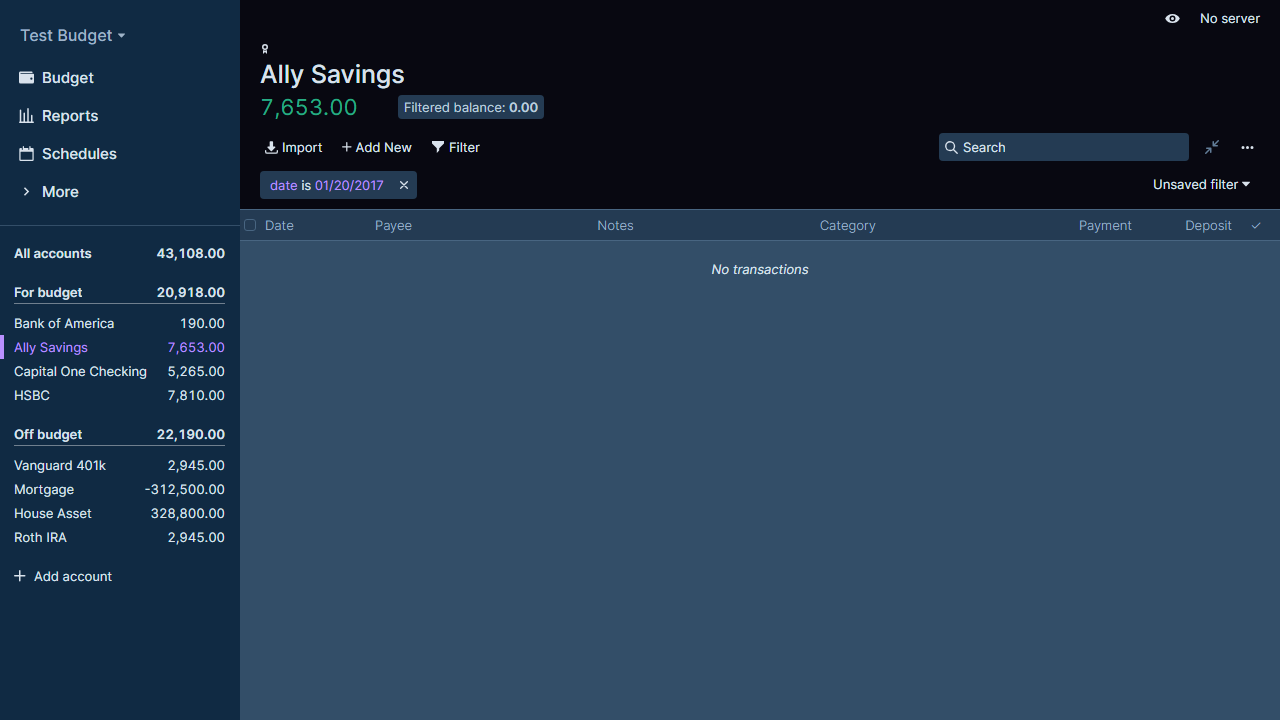 Test Budget
Budget
Reports
Schedules
More
All accounts 43,108.00
For budget 20,918.00
Bank of America 190.00
Ally Savings 7,653.00
Capital One Checking 5,265.00
HSBC 7,810.00
Off budget 22,190.00
Vanguard 401k 2,945.00
Mortgage -312,500.00
House Asset 328,800.00
Roth IRA 2,945.00
Add account
No server
Ally Savings
7,653.00 Filtered balance: 0.00
Import Add New Filter Search
date is 01/20/2017 Unsaved filter
Date Payee Notes Category Payment Deposit
No transactions